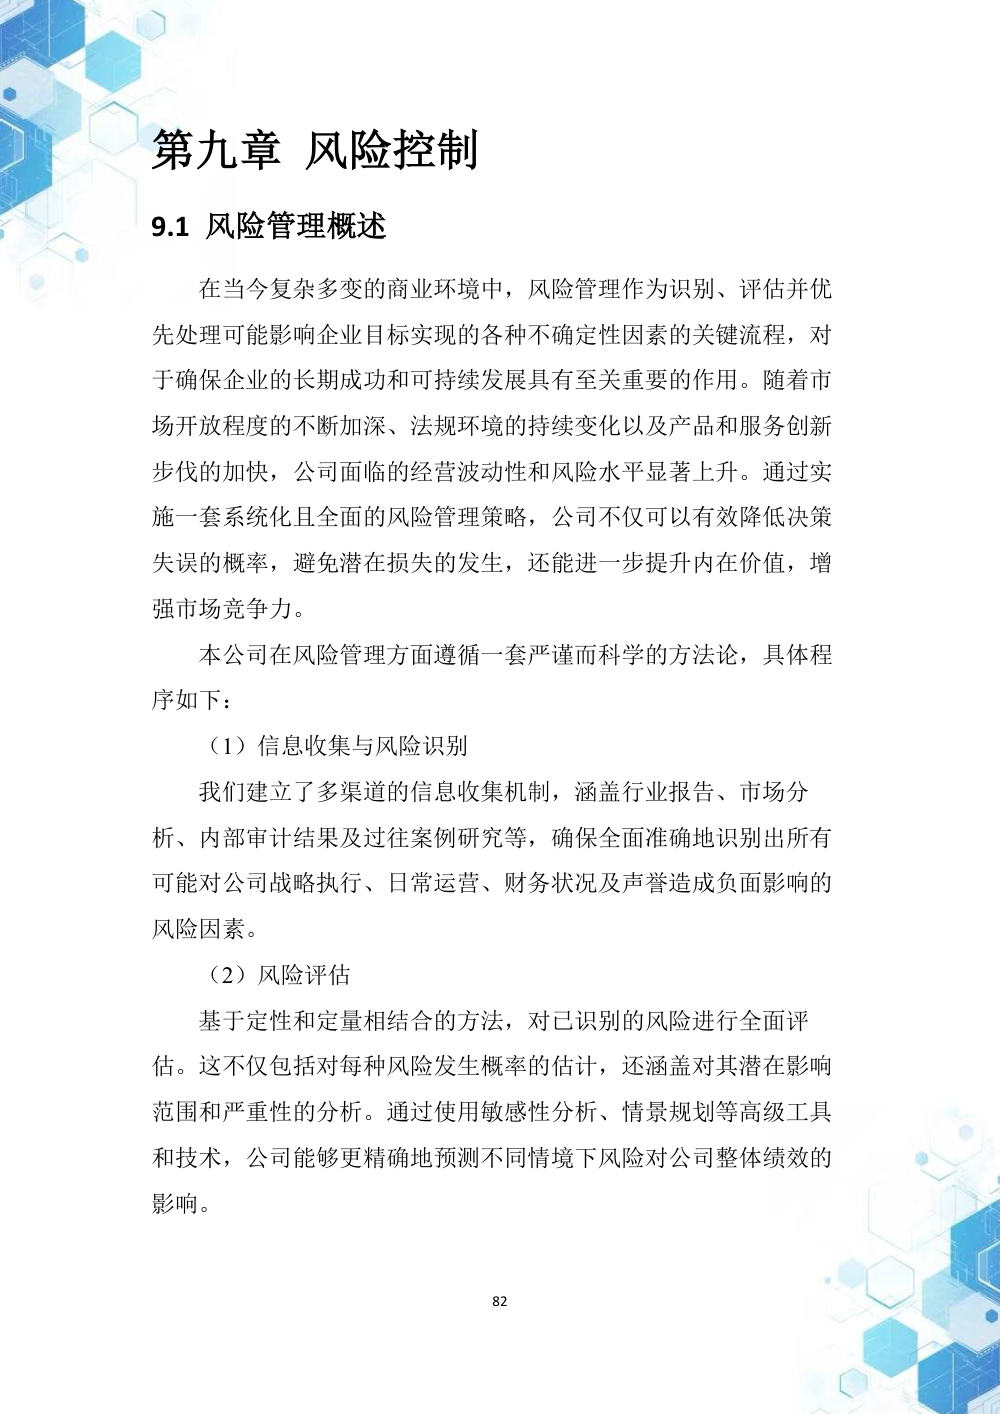 第九章 风险控制
9.1 风险管理概述
在当今复杂多变的商业环境中，风险管理作为识别、评估并优
先处理可能影响企业目标实现的各种不确定性因素的关键流程，对
于确保企业的长期成功和可持续发展具有至关重要的作用。随着市
场开放程度的不断加深、法规环境的持续变化以及产品和服务创新
步伐的加快，公司面临的经营波动性和风险水平显著上升。通过实
施一套系统化且全面的风险管理策略，公司不仅可以有效降低决策
失误的概率，避免潜在损失的发生，还能进一步提升内在价值，增
强市场竞争力。
本公司在风险管理方面遵循一套严谨而科学的方法论，具体程
序如下：
（1）信息收集与风险识别
我们建立了多渠道的信息收集机制，涵盖行业报告、市场分
析、内部审计结果及过往案例研究等，确保全面准确地识别出所有
可能对公司战略执行、日常运营、财务状况及声誉造成负面影响的
风险因素。
（2）风险评估
基于定性和定量相结合的方法，对已识别的风险进行全面评
估。这不仅包括对每种风险发生概率的估计，还涵盖对其潜在影响
范围和严重性的分析。通过使用敏感性分析、情景规划等高级工具
和技术，公司能够更精确地预测不同情境下风险对公司整体绩效的
影响。
82